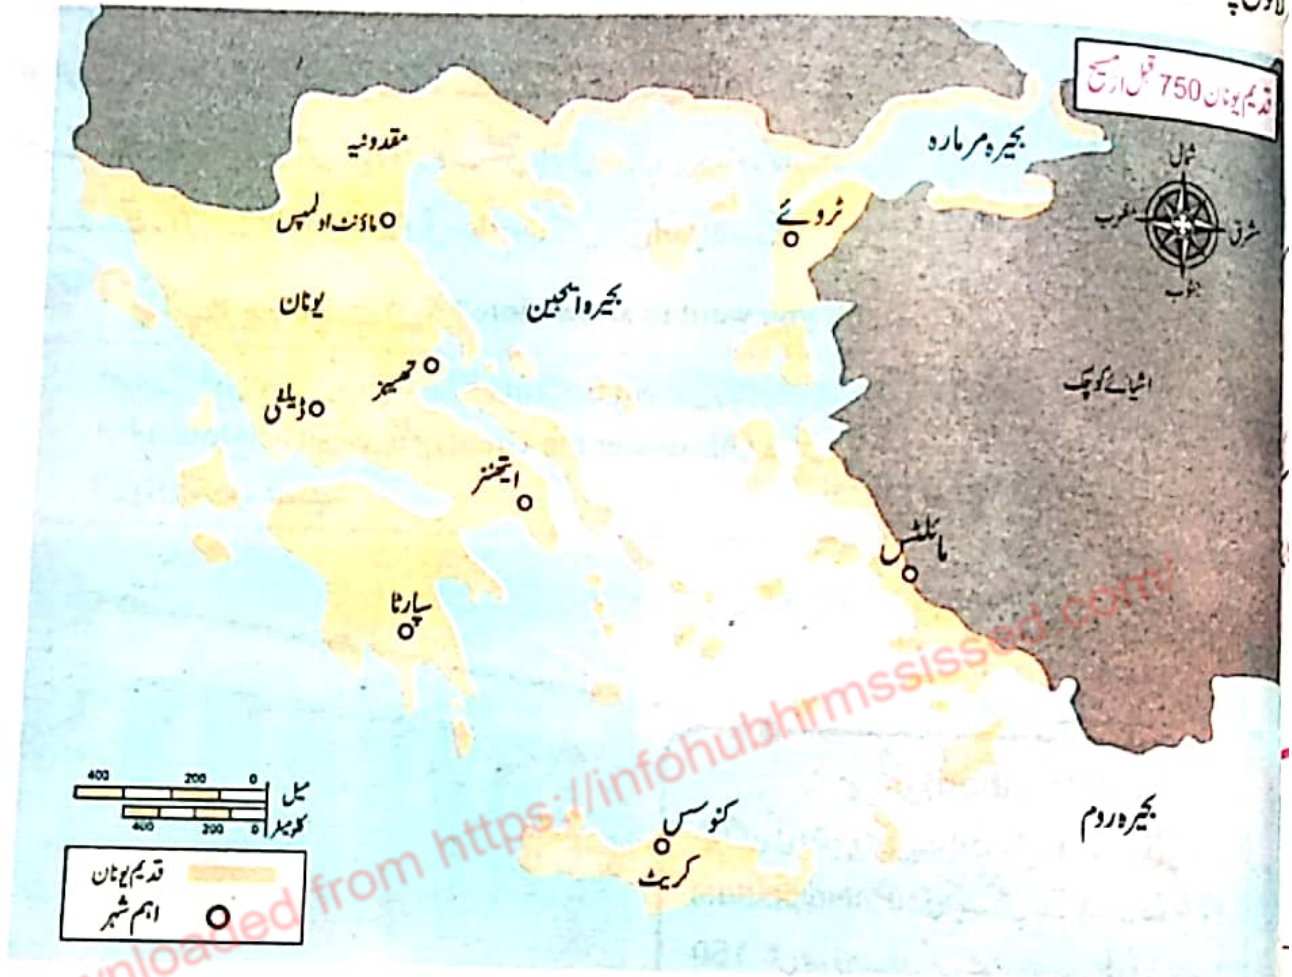 قدیم یونان 750 قبل از مسیح
مقدونیہ
بحیرہ مرمارہ
شمال
مغرب
مشرق
جنوب
ماؤنٹ اولمپس
ٹروئے
یونان
بحیرہ ایجین
تھیبز
ڈیلفی
اشیائے کوچک
ایتھنز
مائلٹس
سپارٹا
400 200 0 میل
400 200 0 کلومیٹر
کنوسس
کریٹ
بحیرہ روم
قدیم یونان
اہم شہر
nloaded from https://infohubhrmssissed.com/